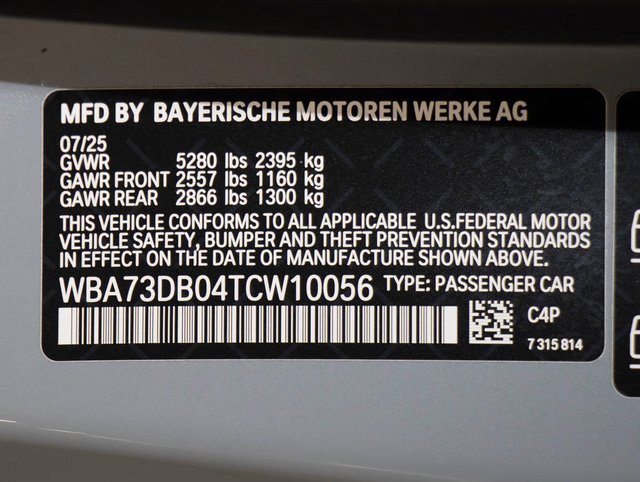 MFD BY BAYERISCHE MOTOREN WERKE AG
07/25
GVWR 5280 lbs 2395 kg
GAWR FRONT 2557 lbs 1160 kg
GAWR REAR 2866 lbs 1300 kg
THIS VEHICLE CONFORMS TO ALL APPLICABLE U.S.FEDERAL MOTOR
VEHICLE SAFETY, BUMPER AND THEFT PREVENTION STANDARDS
IN EFFECT ON THE DATE OF MANUFACTURE SHOWN ABOVE.
WBA73DB04TCW10056 TYPE: PASSENGER CAR
C4P
7 315 814